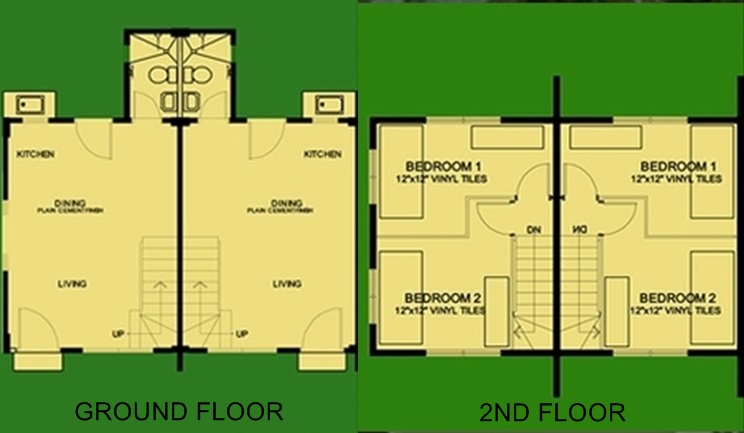 KITCHEN
KITCHEN
DINING
PLAIN CEMENT FINISH
DINING
PLAIN CEMENT FINISH
LIVING
LIVING
UP
UP
GROUND FLOOR
BEDROOM 1
12"x12" VINYL TILES
BEDROOM 1
12"x12" VINYL TILES
DN
DN
BEDROOM 2
12"x12" VINYL TILES
BEDROOM 2
12"x12" VINYL TILES
2ND FLOOR